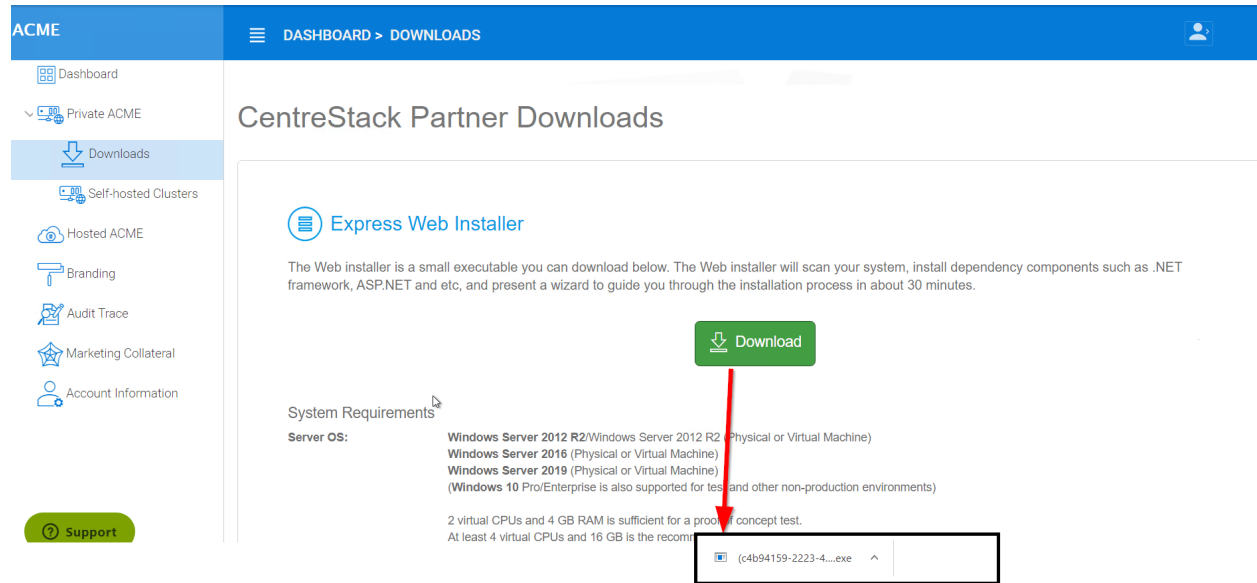 ACME
DASHBOARD > DOWNLOADS
Dashboard
Private ACME
Downloads
Self-hosted Clusters
Hosted ACME
Branding
Audit Trace
Marketing Collateral
Account Information
Support
CentreStack Partner Downloads
Express Web Installer
The Web installer is a small executable you can download below. The Web installer will scan your system, install dependency components such as .NET
framework, ASP.NET and etc, and present a wizard to guide you through the installation process in about 30 minutes.
Download
System Requirements
Server OS:
Windows Server 2012 R2/Windows Server 2012 R2 (Physical or Virtual Machine)
Windows Server 2016 (Physical or Virtual Machine)
Windows Server 2019 (Physical or Virtual Machine)
(Windows 10 Pro/Enterprise is also supported for test and other non-production environments)
2 virtual CPUs and 4 GB RAM is sufficient for a proof of concept test.
At least 4 virtual CPUs and 16 GB is the recomm
(c4b94159-2223-4....exe